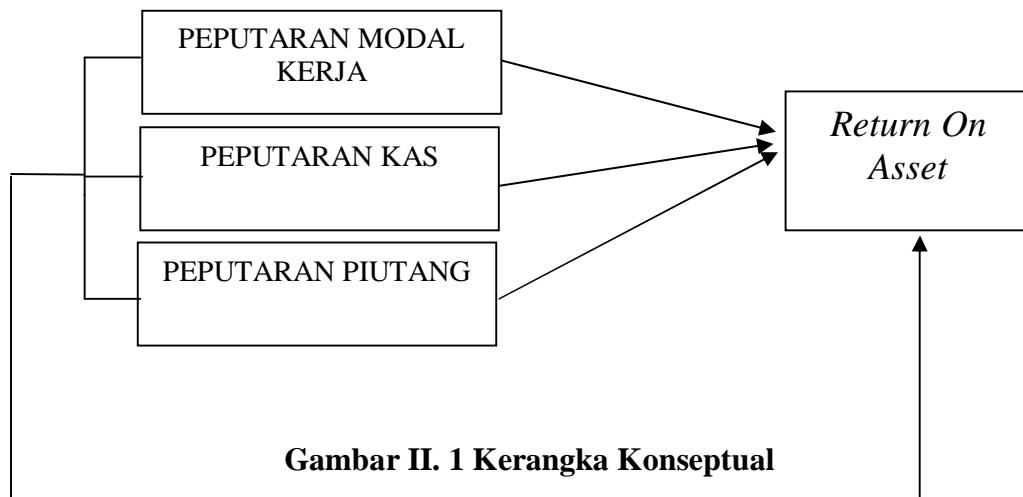 PEPUTARAN MODAL
KERJA
PEPUTARAN KAS
PEPUTARAN PIUTANG
Return On
Asset
Gambar II. 1 Kerangka Konseptual